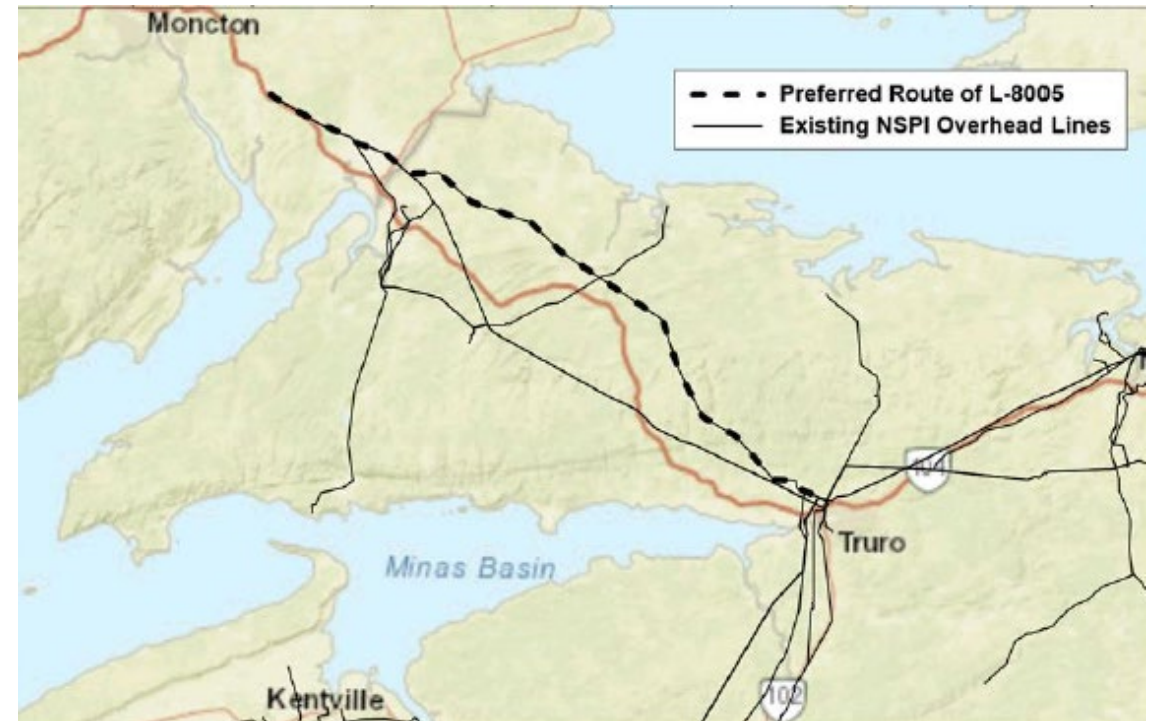 Moncton
Preferred Route of L-8005
Existing NSPI Overhead Lines
104
Truro
Minas Basin
Kentville
102